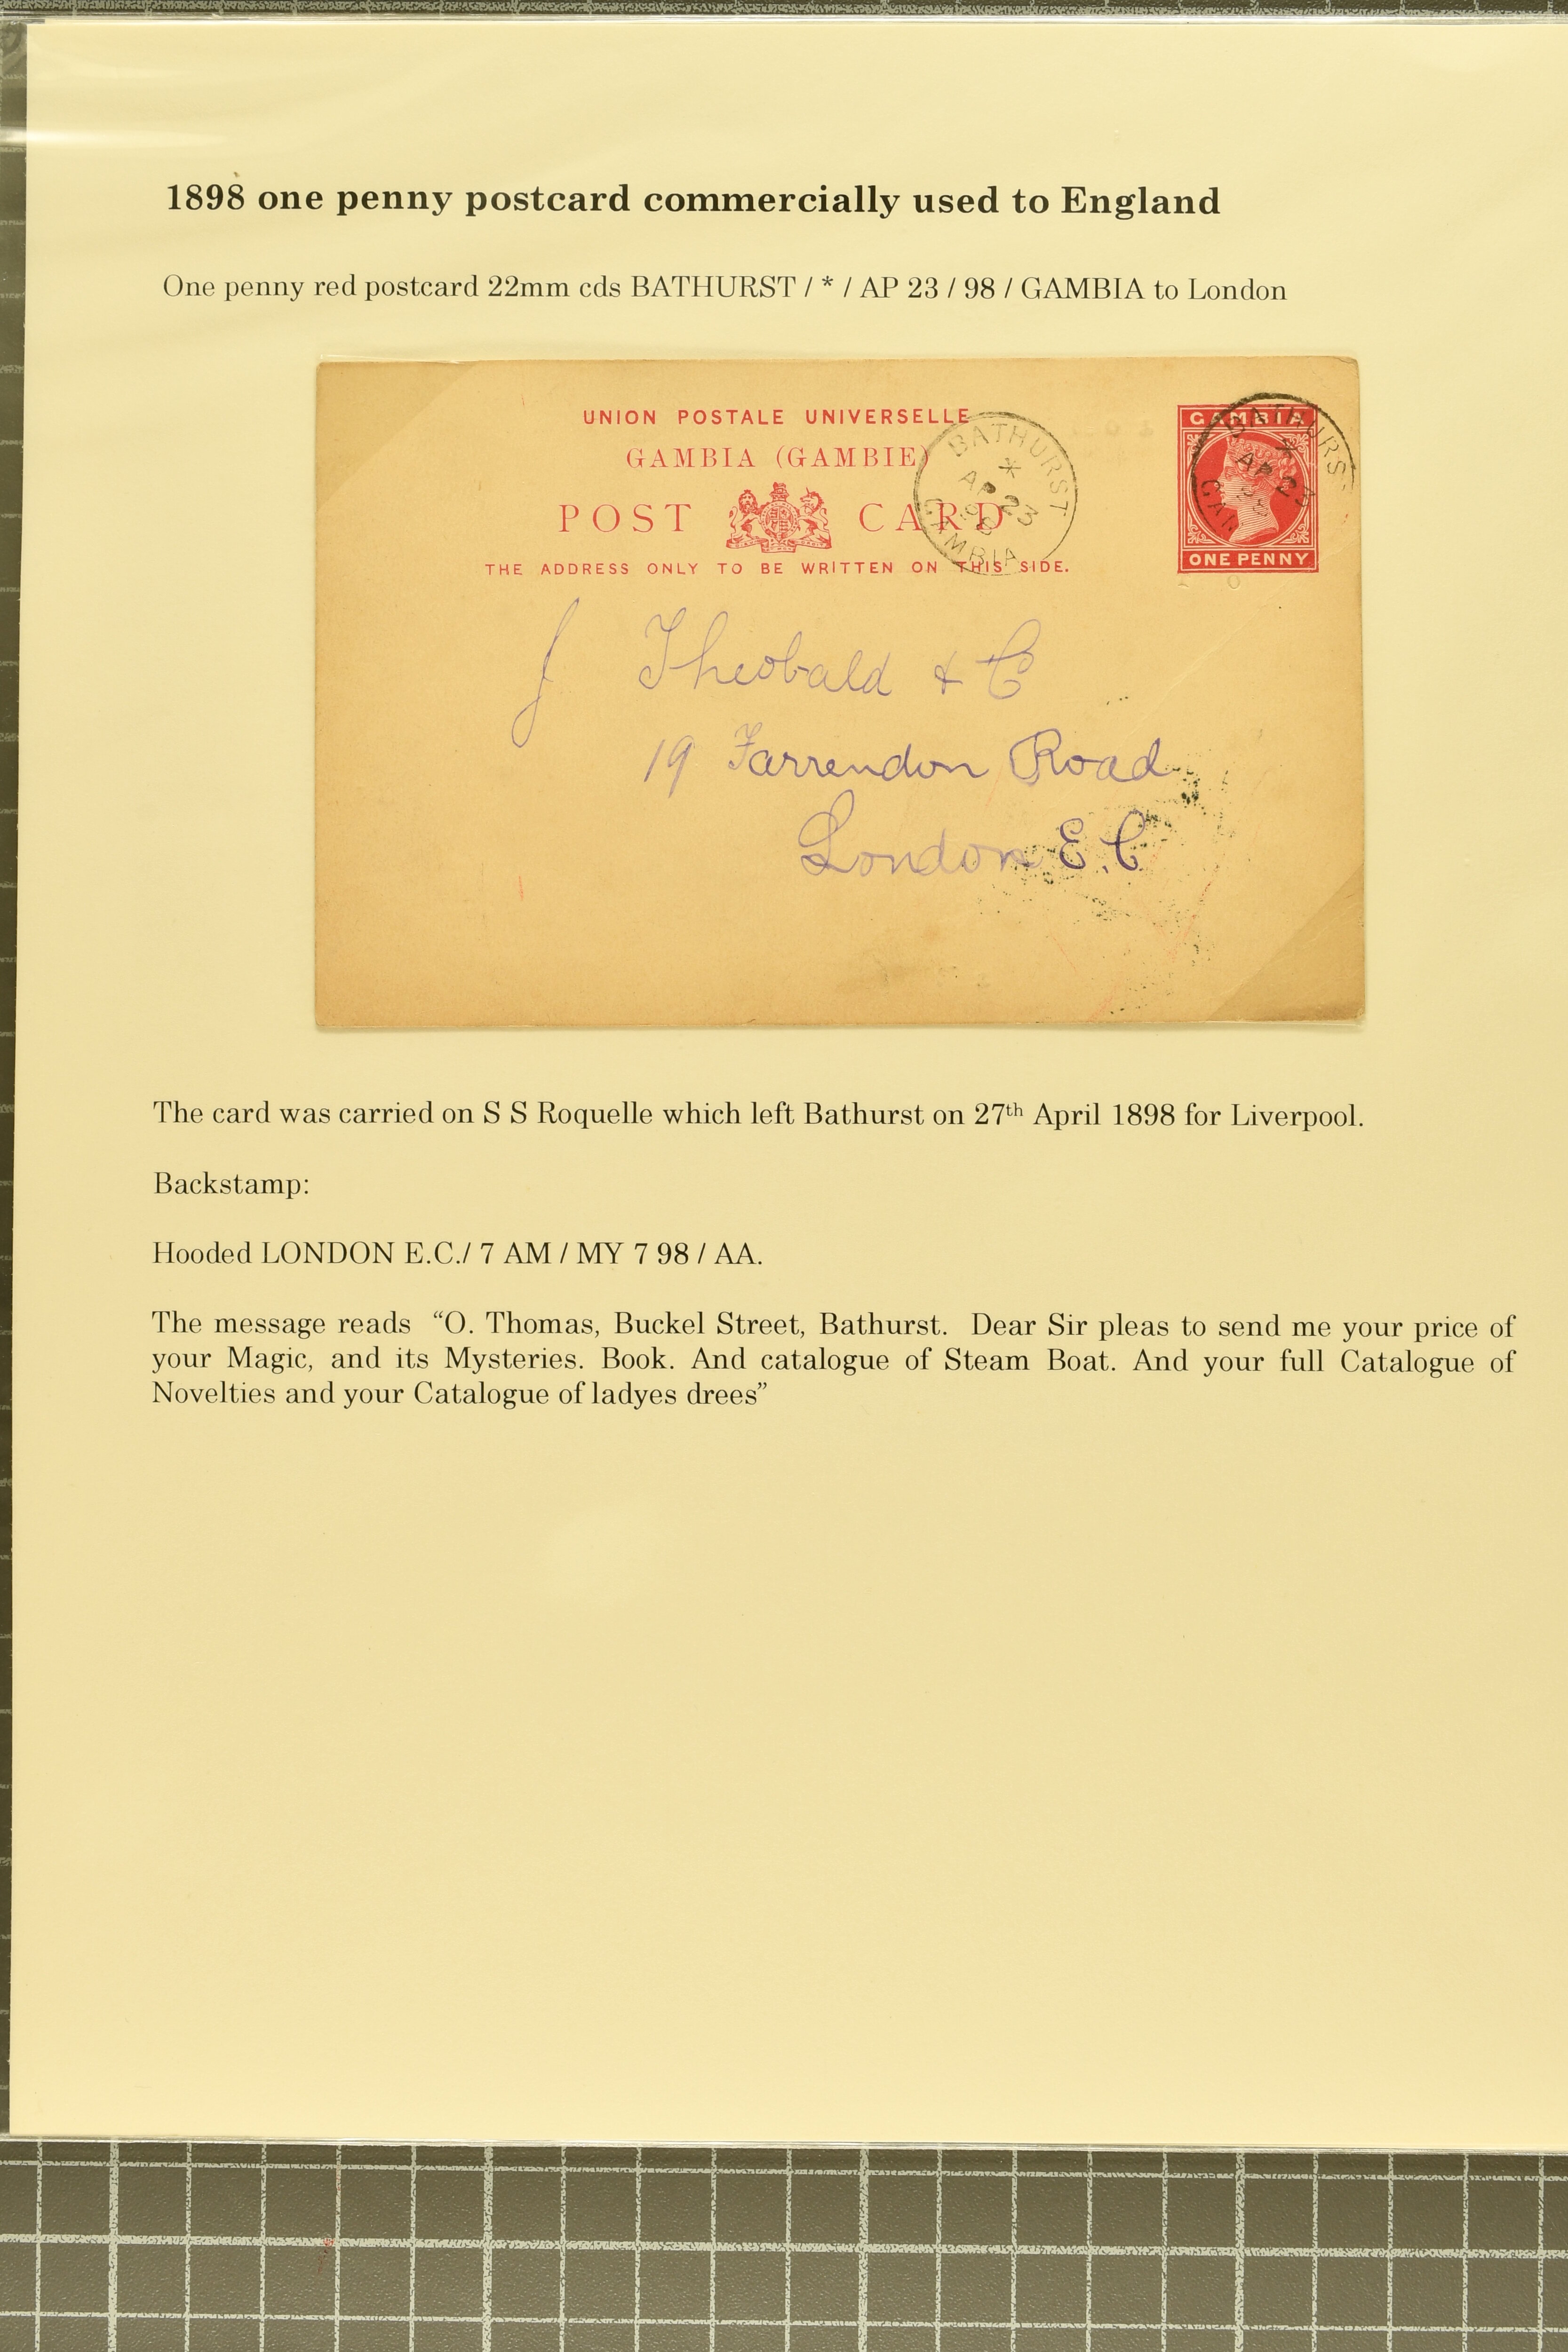 1898 one penny postcard commercially used to England
One penny red postcard 22mm cds BATHURST / * / AP 23 / 98 / GAMBIA to London
UNION POSTALE UNIVERSELLE
GAMBIA (GAMBIE)
POST CARD
THE ADDRESS ONLY TO BE WRITTEN ON THIS SIDE.
BATHURST
*
AP 23
98
GAMBIA
GAMBIA
ONE PENNY
BATHURS
*
AP 23
GAM
J Theobald & C
19 Farrendon Road
London E.C
The card was carried on S S Roquelle which left Bathurst on 27th April 1898 for Liverpool.
Backstamp:
Hooded LONDON E.C./ 7 AM / MY 7 98 / AA.
The message reads “O. Thomas, Buckel Street, Bathurst. Dear Sir pleas to send me your price of
your Magic, and its Mysteries. Book. And catalogue of Steam Boat. And your full Catalogue of
Novelties and your Catalogue of ladyes drees”